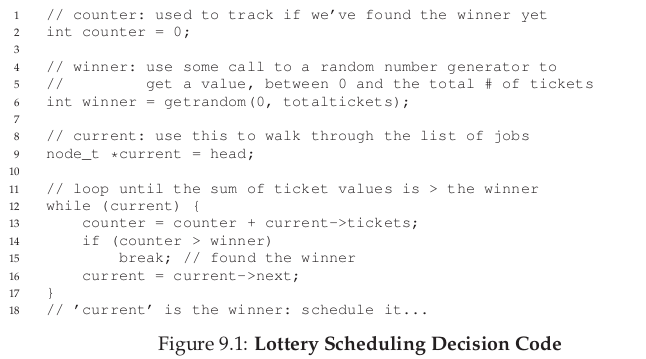 1 // counter: used to track if we’ve found the winner yet
2 int counter = 0;
3
4 // winner: use some call to a random number generator to
5 //         get a value, between 0 and the total # of tickets
6 int winner = getrandom(0, totaltickets);
7
8 // current: use this to walk through the list of jobs
9 node_t *current = head;
10
11 // loop until the sum of ticket values is > the winner
12 while (current) {
13     counter = counter + current->tickets;
14     if (counter > winner)
15         break; // found the winner
16     current = current->next;
17 }
18 // ’current’ is the winner: schedule it...
Figure 9.1: Lottery Scheduling Decision Code